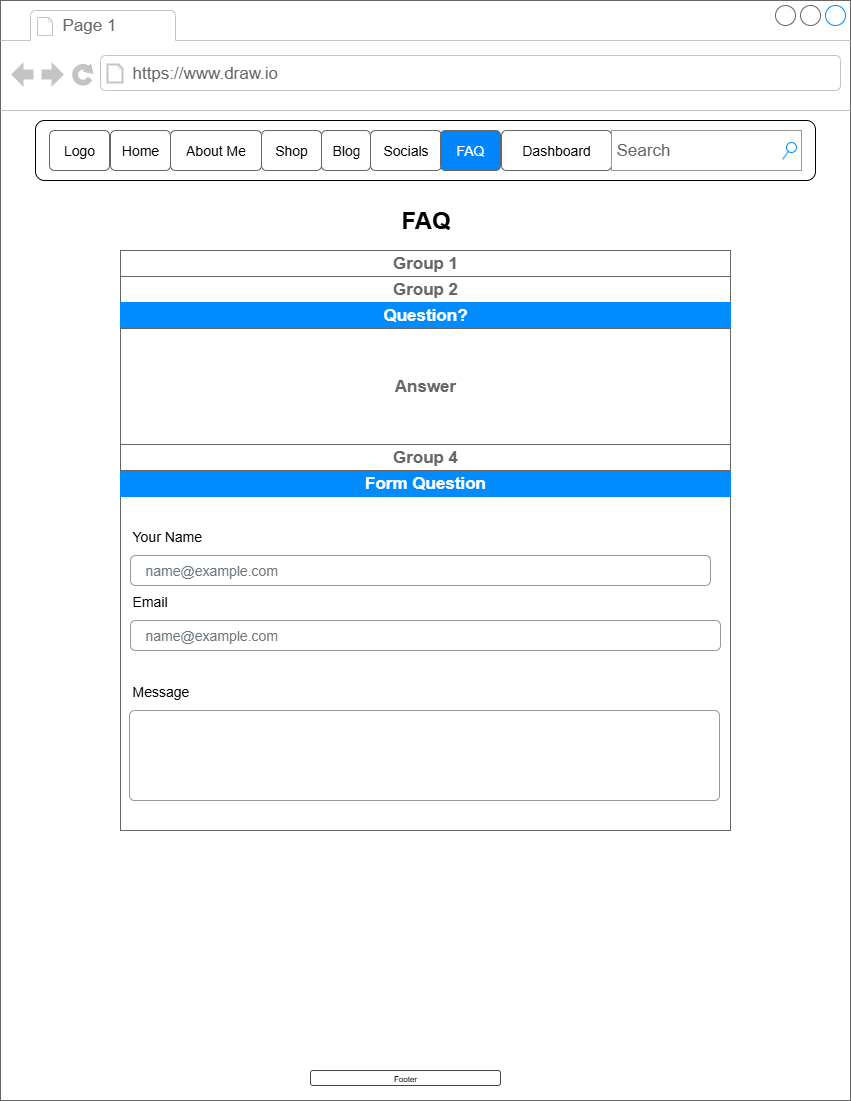 Page 1
https://www.draw.io
Logo Home About Me Shop Blog Socials FAQ Dashboard Search
FAQ
Group 1
Group 2
Question?
Answer
Group 4
Form Question
Your Name
name@example.com
Email
name@example.com
Message
Footer